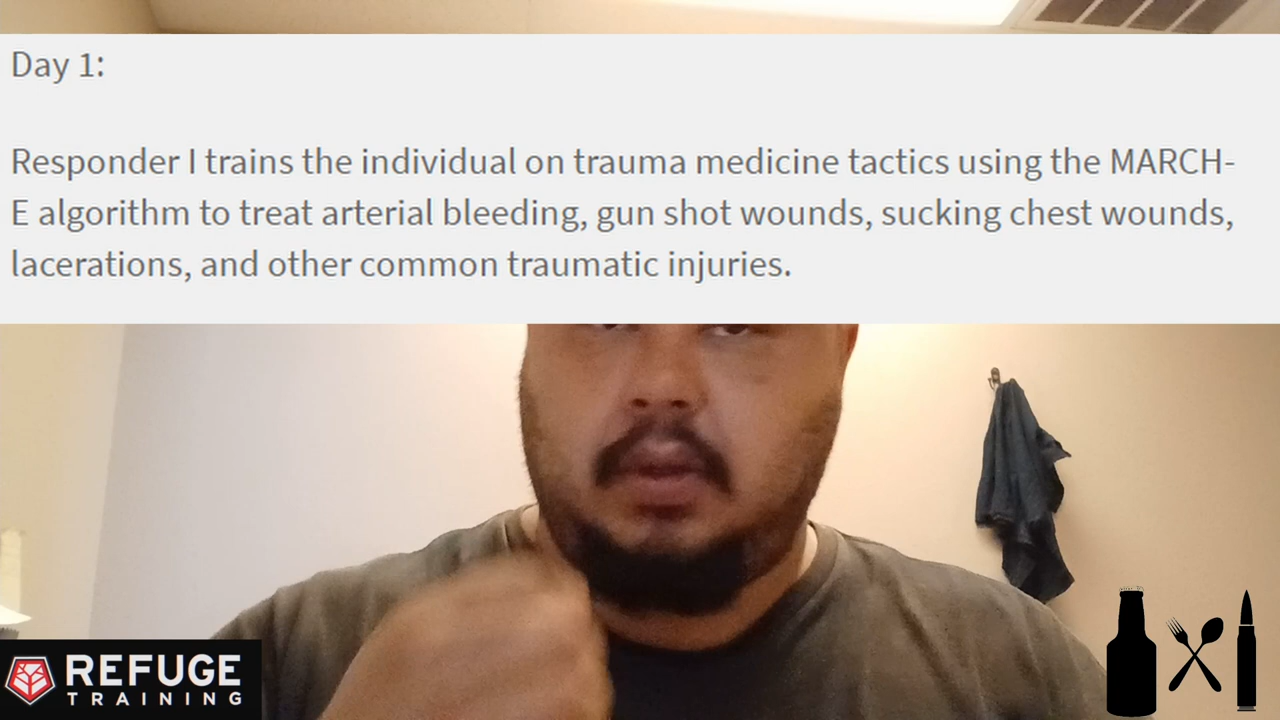 Day 1:
Responder I trains the individual on trauma medicine tactics using the MARCH-
E algorithm to treat arterial bleeding, gun shot wounds, sucking chest wounds,
lacerations, and other common traumatic injuries.
REFUGE
TRAINING